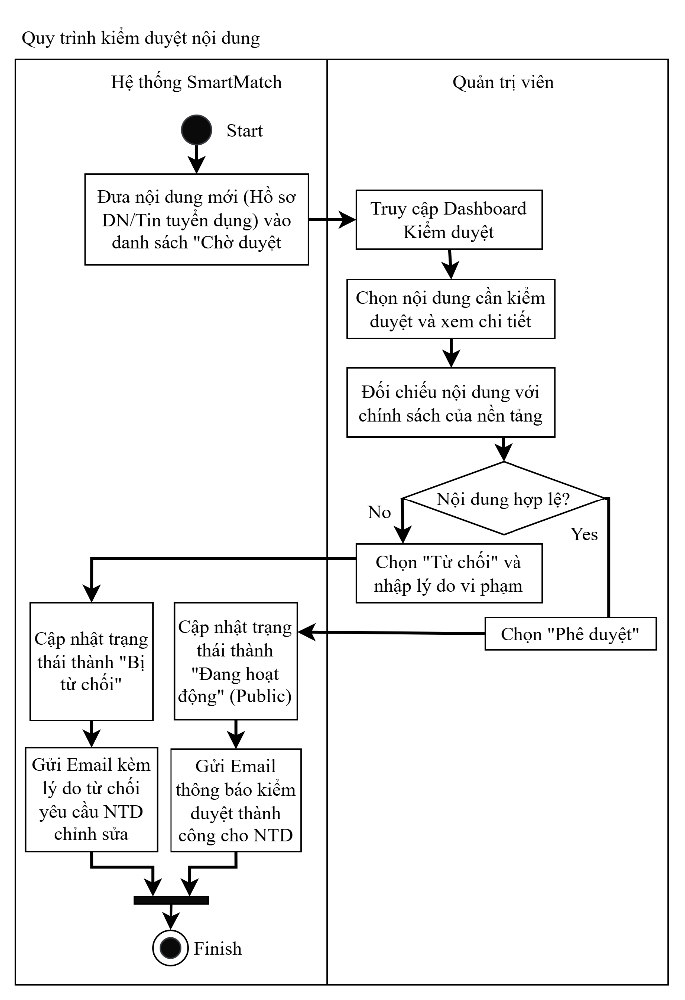 Quy trình kiểm duyệt nội dung
Hệ thống SmartMatch
Quản trị viên
Start
Đưa nội dung mới (Hồ sơ
DN/Tin tuyển dụng) vào
danh sách "Chờ duyệt
Truy cập Dashboard
Kiểm duyệt
Chọn nội dung cần kiểm
duyệt và xem chi tiết
Đối chiếu nội dung với
chính sách của nền tảng
Nội dung hợp lệ?
No
Yes
Chọn "Từ chối" và
nhập lý do vi phạm
Chọn "Phê duyệt"
Cập nhật trạng
thái thành "Bị
từ chối"
Cập nhật trạng
thái thành
"Đang hoạt
động" (Public)
Gửi Email kèm
lý do từ chối
yêu cầu NTD
chỉnh sửa
Gửi Email
thông báo kiểm
duyệt thành
công cho NTD
Finish